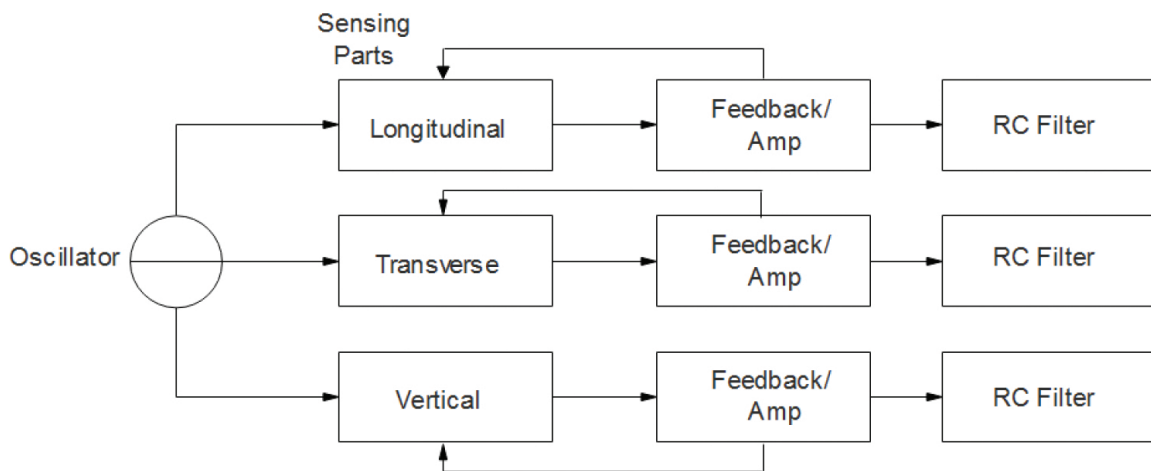 Sensing
Parts
Longitudinal
Feedback/
Amp
RC Filter
Oscillator
Transverse
Feedback/
Amp
RC Filter
Vertical
Feedback/
Amp
RC Filter